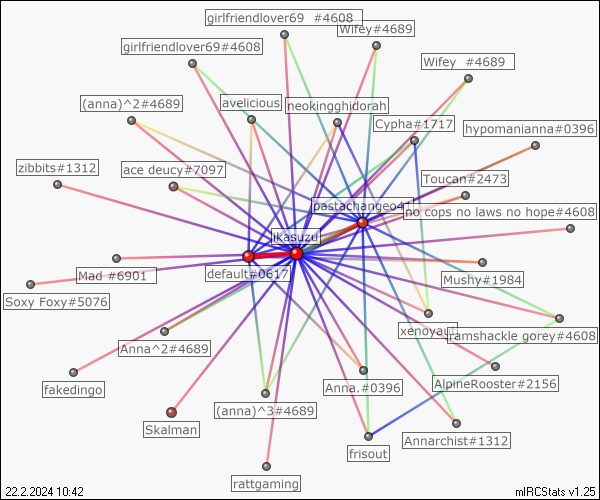 girlfriendlover69  #4608
Wifey#4689
girlfriendlover69#4608
Wifey  #4689
(anna)^2#4689
avelicious
neokingghidorah
Cypha#1717
hypomanianna#0396
zibbits#1312
ace deucy#7097
Toucan#2473
pastachangeo41
no cops no laws no hope#4608
ikasuzu
Mad #6901
default#0617
Mushy#1984
Soxy Foxy#5076
xenoyaut
ramshackle gorey#4608
Anna^2#4689
fakedingo
Anna.#0396
AlpineRooster#2156
(anna)^3#4689
Skalman
Annarchist#1312
frisout
rattgaming
22.2.2024 10:42
mIRCStats v1.25